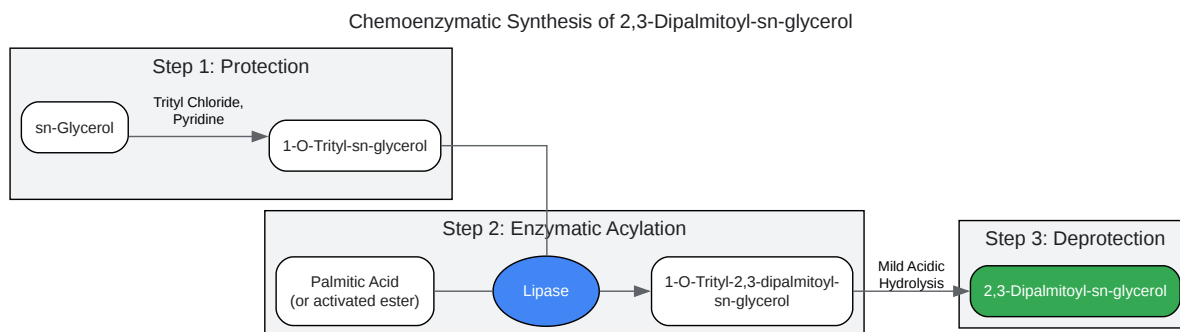 Chemoenzymatic Synthesis of 2,3-Dipalmitoyl-sn-glycerol
Step 1: Protection
sn-Glycerol
Trityl Chloride,
Pyridine
1-O-Trityl-sn-glycerol
Step 2: Enzymatic Acylation
Palmitic Acid
(or activated ester)
Lipase
1-O-Trityl-2,3-dipalmitoyl-
sn-glycerol
Mild Acidic
Hydrolysis
Step 3: Deprotection
2,3-Dipalmitoyl-sn-glycerol